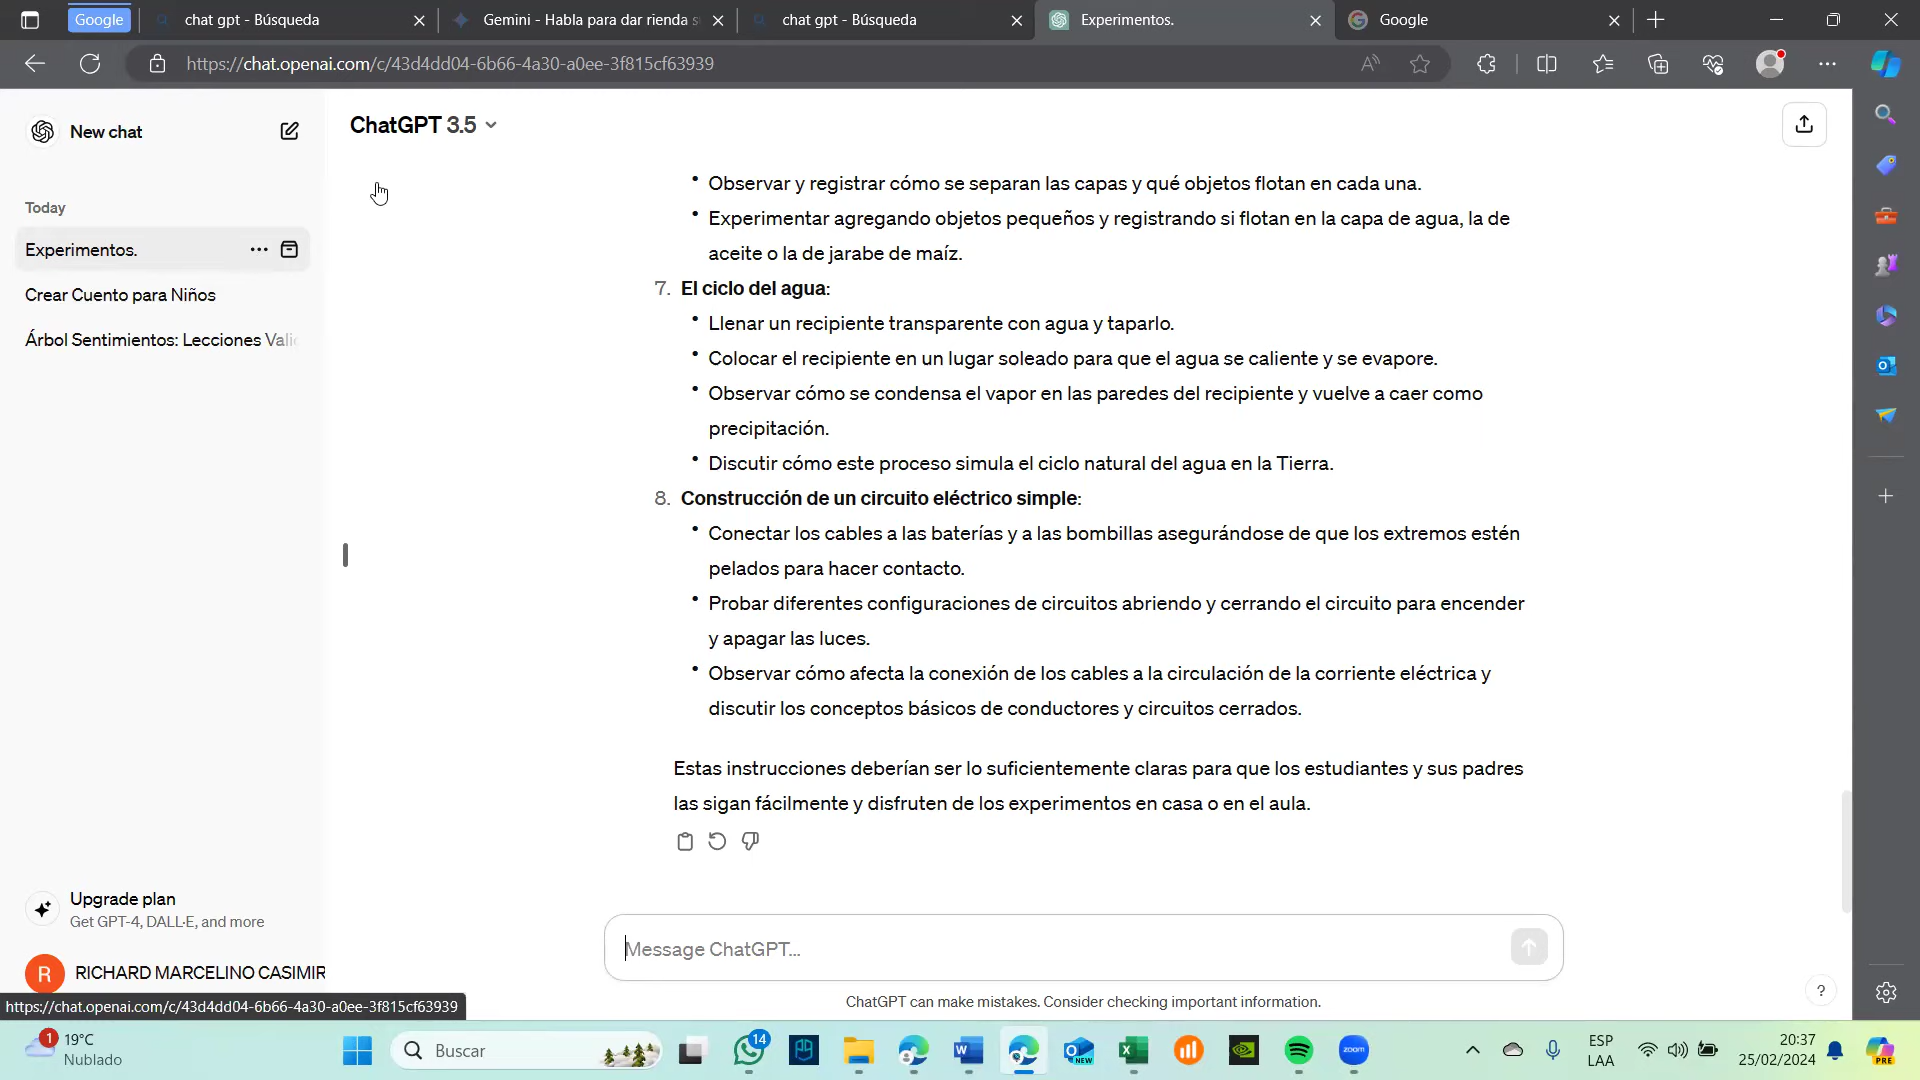 Google
chat gpt - Búsqueda
Gemini - Habla para dar rienda s
chat gpt - Búsqueda
Experimentos.
Google
https://chat.openai.com/c/43d4dd04-6b66-4a30-a0ee-3f815cf63939
New chat
Today
Experimentos.
Crear Cuento para Niños
Árbol Sentimientos: Lecciones Vali
ChatGPT 3.5
• Observar y registrar cómo se separan las capas y qué objetos flotan en cada una.
• Experimentar agregando objetos pequeños y registrando si flotan en la capa de agua, la de
aceite o la de jarabe de maíz.
7. El ciclo del agua:
• Llenar un recipiente transparente con agua y taparlo.
• Colocar el recipiente en un lugar soleado para que el agua se caliente y se evapore.
• Observar cómo se condensa el vapor en las paredes del recipiente y vuelve a caer como
precipitación.
• Discutir cómo este proceso simula el ciclo natural del agua en la Tierra.
8. Construcción de un circuito eléctrico simple:
• Conectar los cables a las baterías y a las bombillas asegurándose de que los extremos estén
pelados para hacer contacto.
• Probar diferentes configuraciones de circuitos abriendo y cerrando el circuito para encender
y apagar las luces.
• Observar cómo afecta la conexión de los cables a la circulación de la corriente eléctrica y
discutir los conceptos básicos de conductores y circuitos cerrados.
Estas instrucciones deberían ser lo suficientemente claras para que los estudiantes y sus padres
las sigan fácilmente y disfruten de los experimentos en casa o en el aula.
Upgrade plan
Get GPT-4, DALL·E, and more
R RICHARD MARCELINO CASIMIR
https://chat.openai.com/c/43d4dd04-6b66-4a30-a0ee-3f815cf63939
Message ChatGPT...
ChatGPT can make mistakes. Consider checking important information.
?
1
19°C
Nublado
Buscar
14
NEW
zoom
ESP
LAA
20:37
25/02/2024
PRE